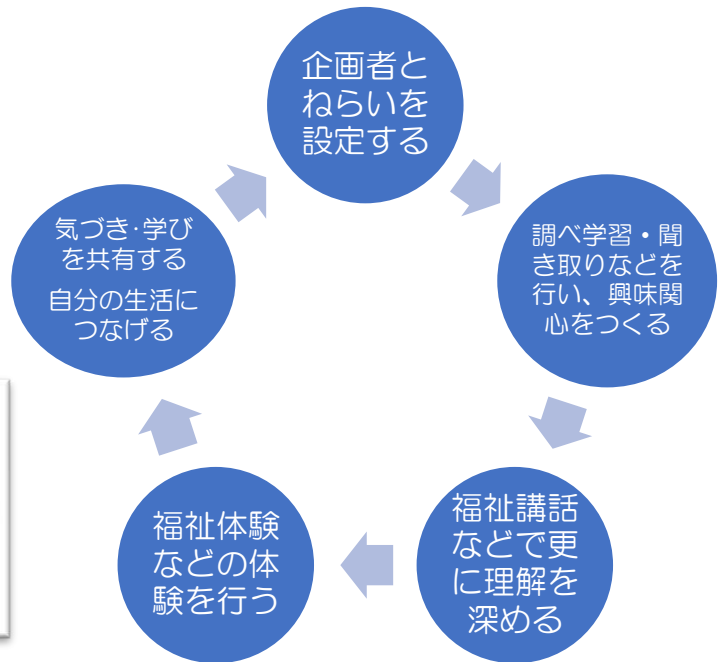 企画者と
ねらいを
設定する
調べ学習・聞
き取りなどを
行い、興味関
心をつくる
福祉講話
などで更
に理解を
深める
福祉体験
などの体
験を行う
気づき・学び
を共有する
自分の生活に
つなげる